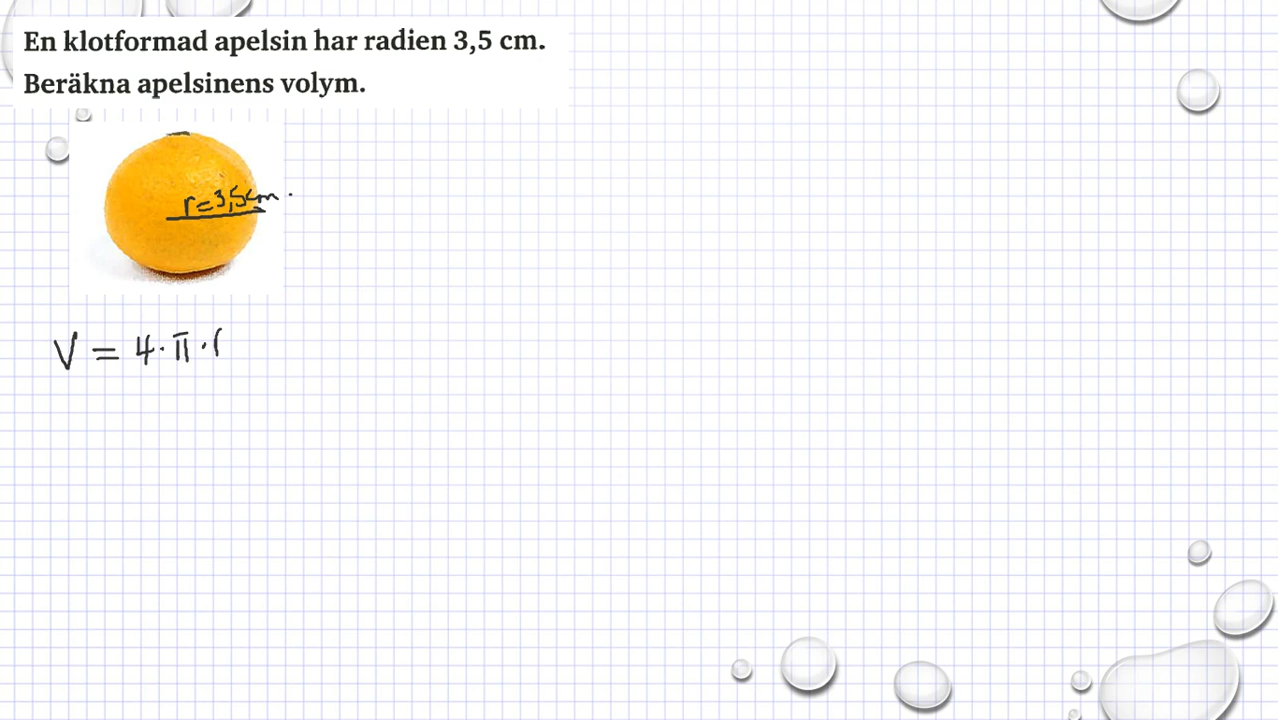 En klotformad apelsin har radien 3,5 cm.
Beräkna apelsinens volym.
r=3,5cm.
V = 4·π·